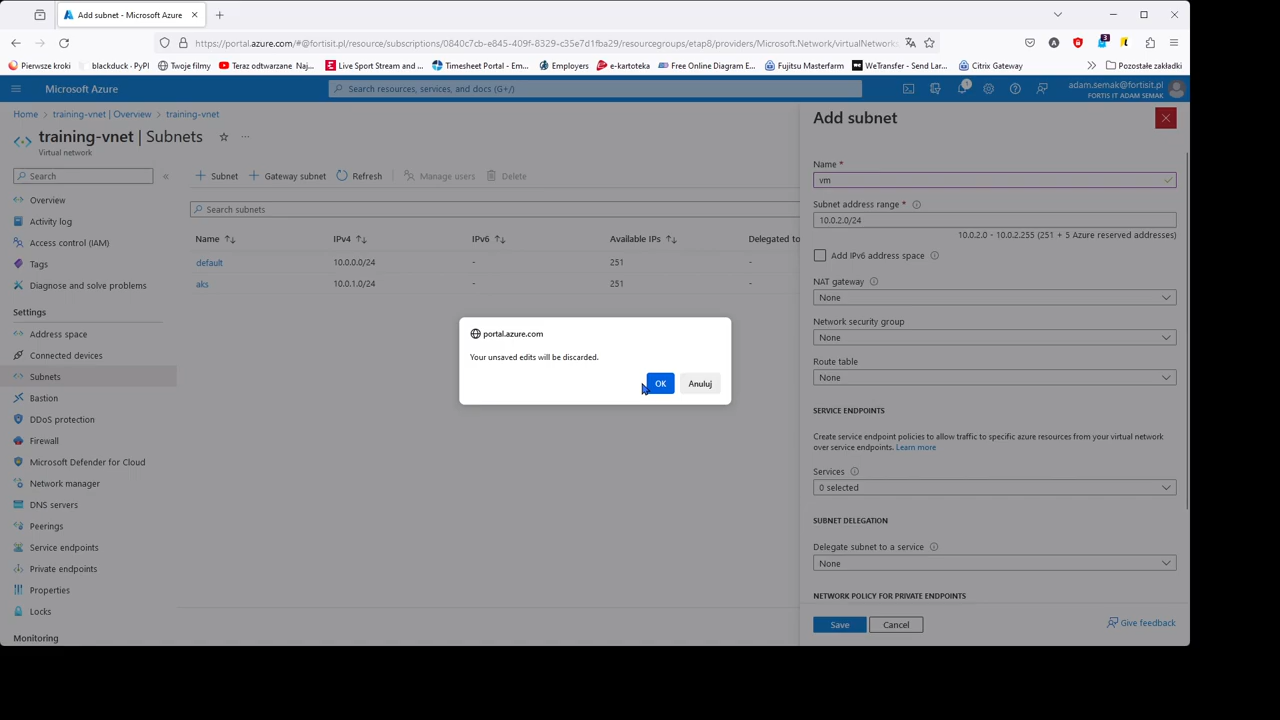 Add subnet - Microsoft Azure
https://portal.azure.com/#@fortisit.pl/resource/subscriptions/0840c7b1-e845-409f-8329-c35e7d1fba29/resourcegroups/etap8/providers/Microsoft.Network/virtualNetworks
Pierwsze kroki
blackduck · PyPI
Twoje filmy
Teraz odtwarzane: Naj...
Live Sport Stream and ...
Timesheet Portal - Em...
Employers
e-kartoteka
Free Online Diagram E...
Fujitsu Masterfarm
WeTransfer - Send Lar...
Citrix Gateway
Pozostałe zakładki
Microsoft Azure
Search resources, services, and docs (G+/)
1
3
adam.semak@fortisit.pl
FORTIS IT ADAM SEMAK
Home
training-vnet | Overview
training-vnet
training-vnet | Subnets
Virtual network
Search
Overview
Activity log
Access control (IAM)
Tags
Diagnose and solve problems
Settings
Address space
Connected devices
Subnets
Bastion
DDoS protection
Firewall
Microsoft Defender for Cloud
Network manager
DNS servers
Peerings
Service endpoints
Private endpoints
Properties
Locks
Monitoring
+ Subnet
+ Gateway subnet
Refresh
Manage users
Delete
Search subnets
Name IPv4 IPv6 Available IPs Delegated to
default 10.0.0.0/24 - 251 -
aks 10.0.1.0/24 - 251 -
portal.azure.com
Your unsaved edits will be discarded.
OK
Anuluj
Add subnet
Name *
vm
Subnet address range *
10.0.2.0/24
10.0.2.0 - 10.0.2.255 (251 + 5 Azure reserved addresses)
Add IPv6 address space
NAT gateway
None
Network security group
None
Route table
None
SERVICE ENDPOINTS
Create service endpoint policies to allow traffic to specific azure resources from your virtual network
over service endpoints. Learn more
Services
0 selected
SUBNET DELEGATION
Delegate subnet to a service
None
NETWORK POLICY FOR PRIVATE ENDPOINTS
Save
Cancel
Give feedback